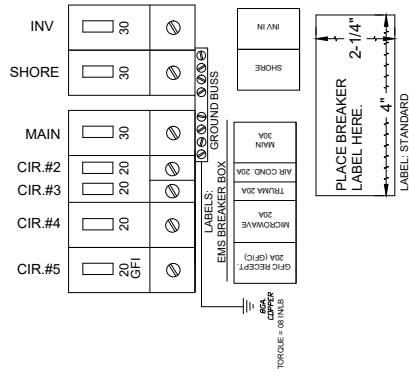 INV
30
SHORE
30
MAIN
30
CIR.#2
20
CIR.#3
20
CIR.#4
20
CIR.#5
20
GFI
GROUND BUSS
8GA.
COPPER
TORQUE = 08 IN/LB
LABELS:
EMS BREAKER BOX
INV IN
SHORE
MAIN
30A
AIR COND. 20A
TRUMA 20A
MICROWAVE
20A
GFIC RECEPT.
20A (GFIC)
2-1/4"
4"
PLACE BREAKER
LABEL HERE.
LABEL: STANDARD